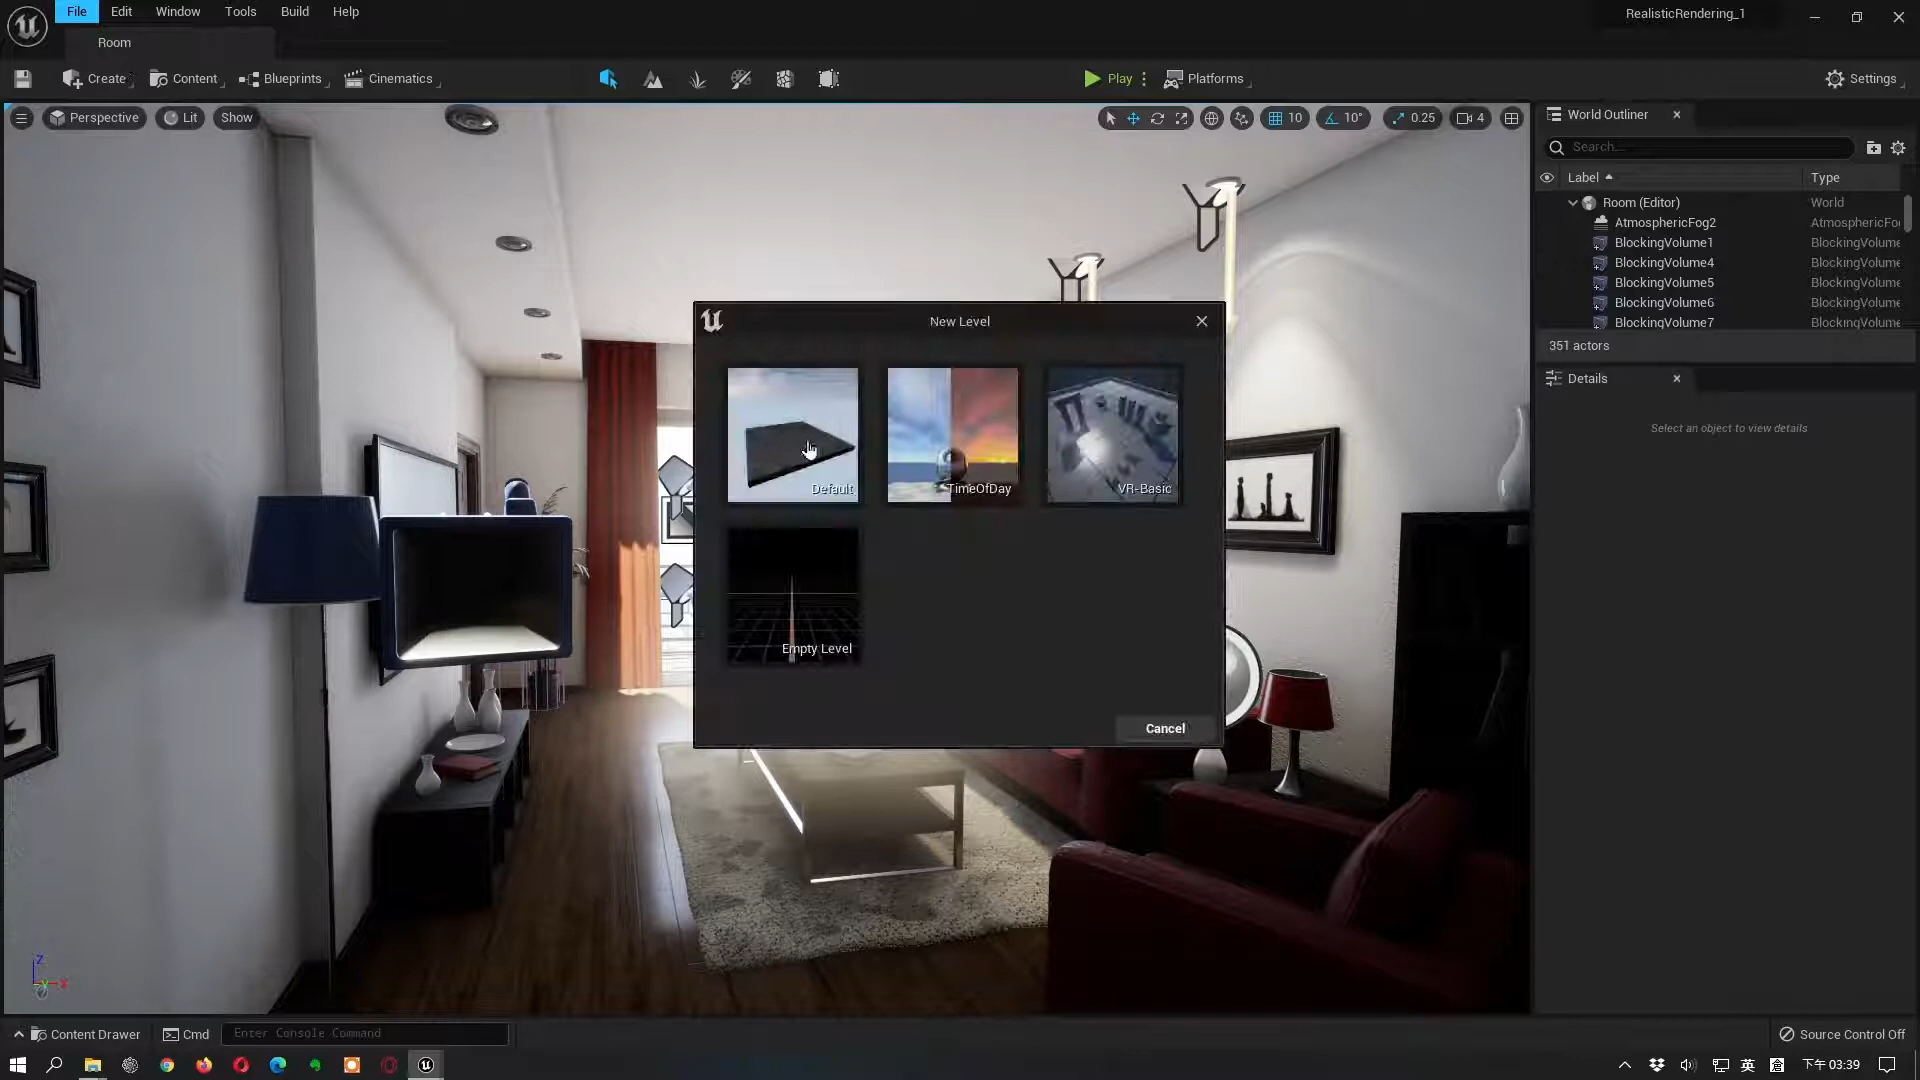 File Edit Window Tools Build Help
RealisticRendering_1
Room
Create Content Blueprints Cinematics Play Platforms Settings
Perspective Lit Show 10 10° 0.25 4
World Outliner
Search...
Label Type
Room (Editor) World
AtmosphericFog2 AtmosphericFo
BlockingVolume1 BlockingVolume
BlockingVolume4 BlockingVolume
BlockingVolume5 BlockingVolume
BlockingVolume6 BlockingVolume
BlockingVolume7 BlockingVolume
351 actors
Details
Select an object to view details
New Level
Default TimeOfDay VR-Basic
Empty Level
Cancel
Z
X
Content Drawer Cmd Enter Console Command Source Control Off
英 下午 03:39